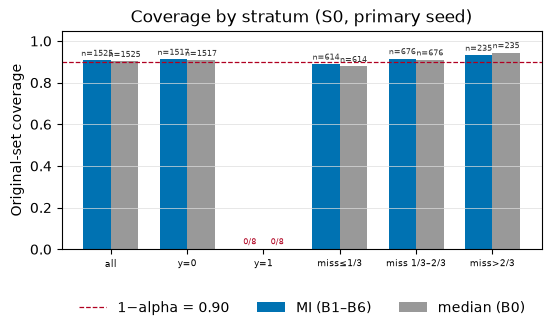 Coverage by stratum (S0, primary seed)
Original-set coverage
1.0
0.8
0.6
0.4
0.2
0.0
n=1525 n=1525
n=1517 n=1517
0/8 0/8
n=614 n=614
n=676 n=676
n=235 n=235
all y=0 y=1 miss≤1/3 miss 1/3–2/3 miss>2/3
1−alpha = 0.90 MI (B1–B6) median (B0)